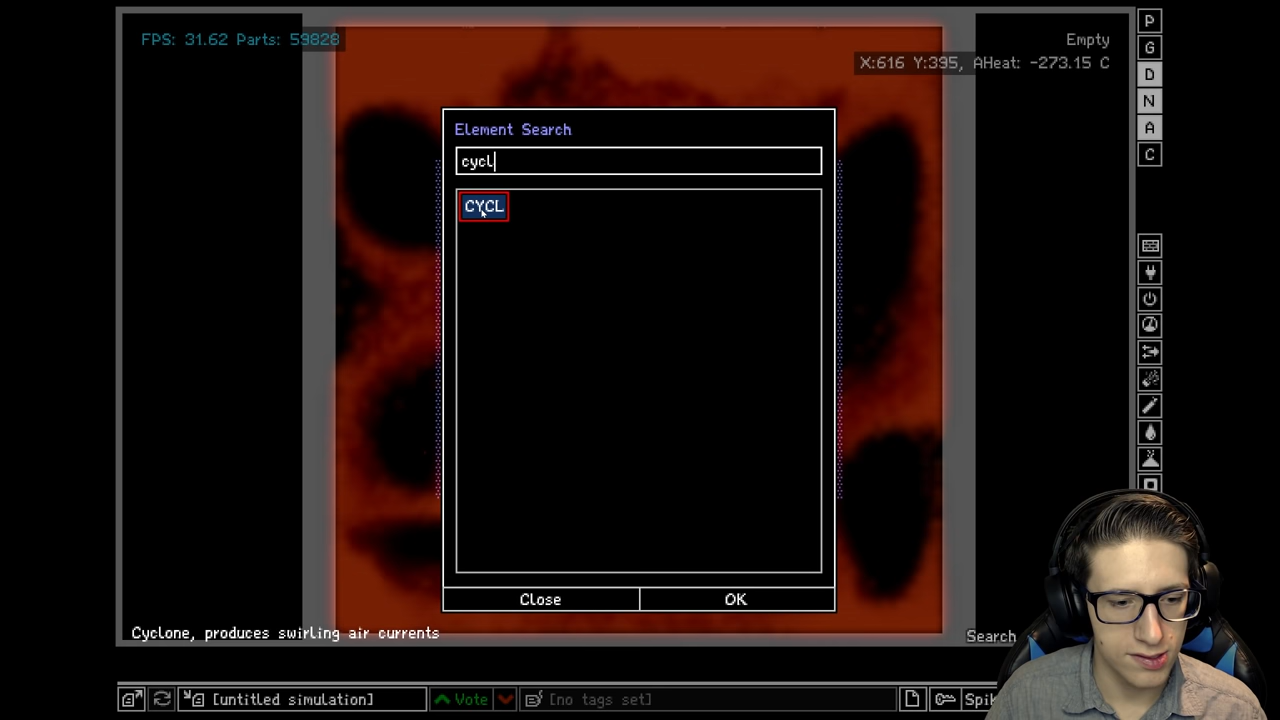 FPS: 31.62 Parts: 59828
Empty
X:616 Y:395, AHeat: -273.15 C
P
G
D
N
A
C
Element Search
cycl
CYCL
Close
OK
Cyclone, produces swirling air currents
Search
[untitled simulation]
Vote
[no tags set]